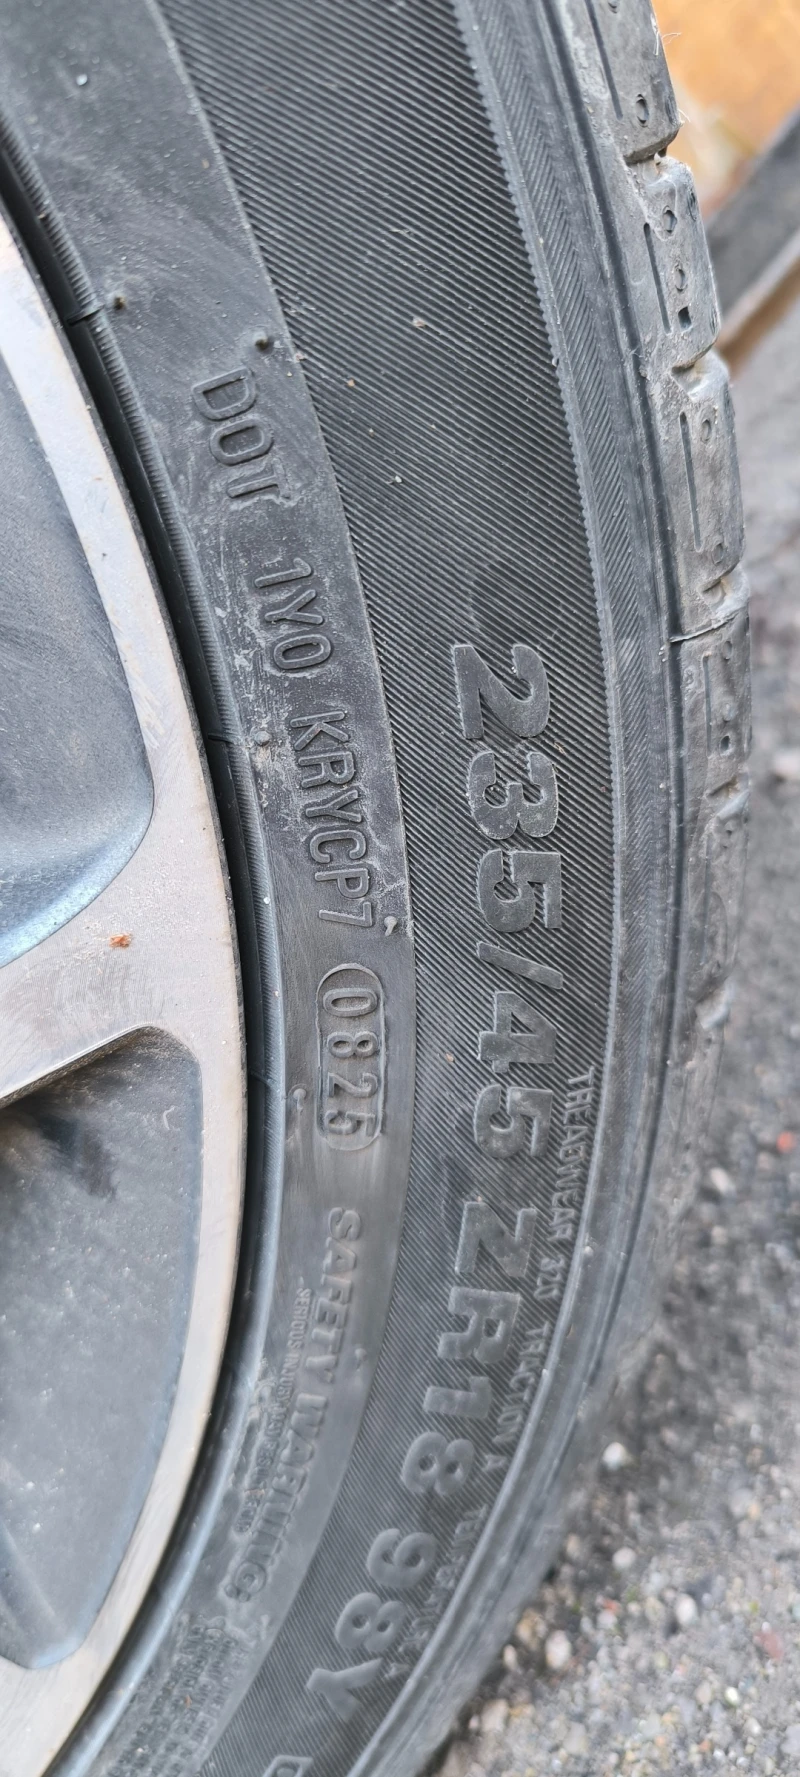 DOT 1Y0 KRYCP7 0825 SAFETY WARNING
235/45 ZR18 98Y
TREADWEAR 320 TRACTION A